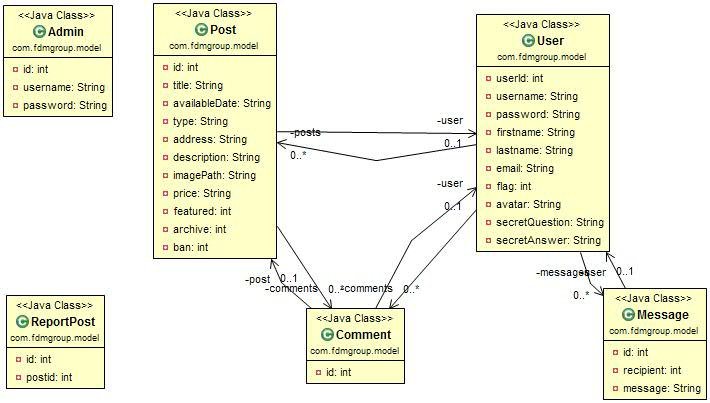 <<Java Class>>
Admin
com.fdmgroup.model
id: int
username: String
password: String
<<Java Class>>
Post
com.fdmgroup.model
id: int
title: String
availableDate: String
type: String
address: String
description: String
imagePath: String
price: String
featured: int
archive: int
ban: int
<<Java Class>>
User
com.fdmgroup.model
userId: int
username: String
password: String
firstname: String
lastname: String
email: String
flag: int
avatar: String
secretQuestion: String
secretAnswer: String
-user
-posts
0..1
0..*
-user
0..1
-post
0..1
-comments
0..*
-comments
0..*
-messages
-user
0..1
0..*
<<Java Class>>
ReportPost
com.fdmgroup.model
id: int
postid: int
<<Java Class>>
Comment
com.fdmgroup.model
id: int
<<Java Class>>
Message
com.fdmgroup.model
id: int
recipient: int
message: String